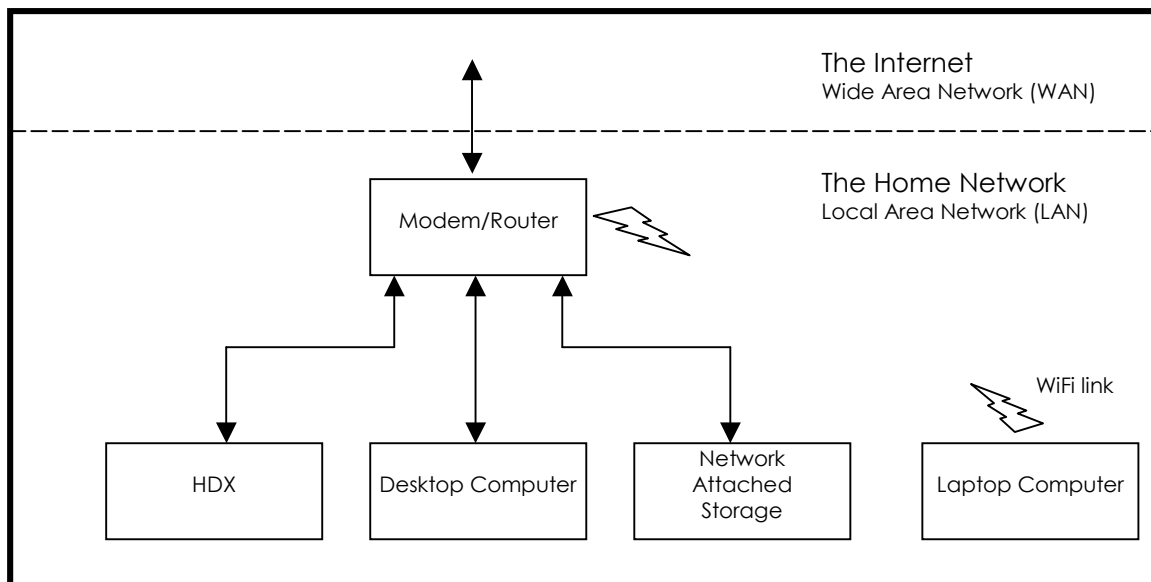 The Internet
Wide Area Network (WAN)
The Home Network
Local Area Network (LAN)
Modem/Router
WiFi link
HDX
Desktop Computer
Network
Attached
Storage
Laptop Computer